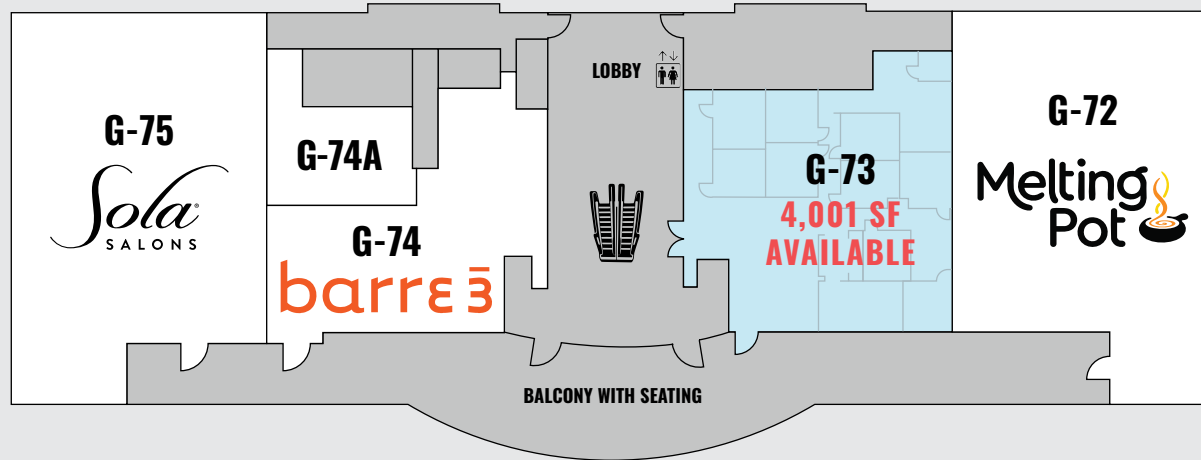 G-75
Sola®
SALONS
G-74A
G-74
barre3
LOBBY
G-73
4,001 SF
AVAILABLE
G-72
Melting
Pot
BALCONY WITH SEATING